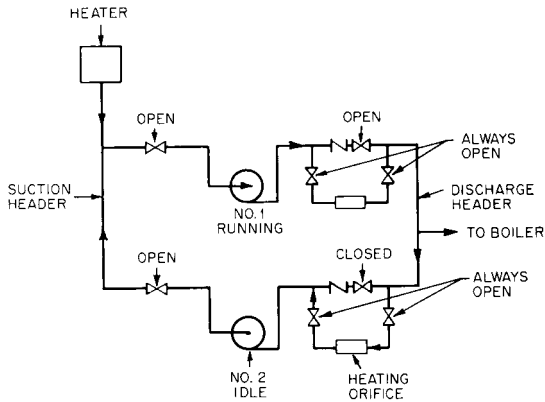 HEATER
OPEN
OPEN
ALWAYS
OPEN
SUCTION
HEADER
NO.1
RUNNING
DISCHARGE
HEADER
TO BOILER
OPEN
CLOSED
ALWAYS
OPEN
NO. 2
IDLE
HEATING
ORIFICE